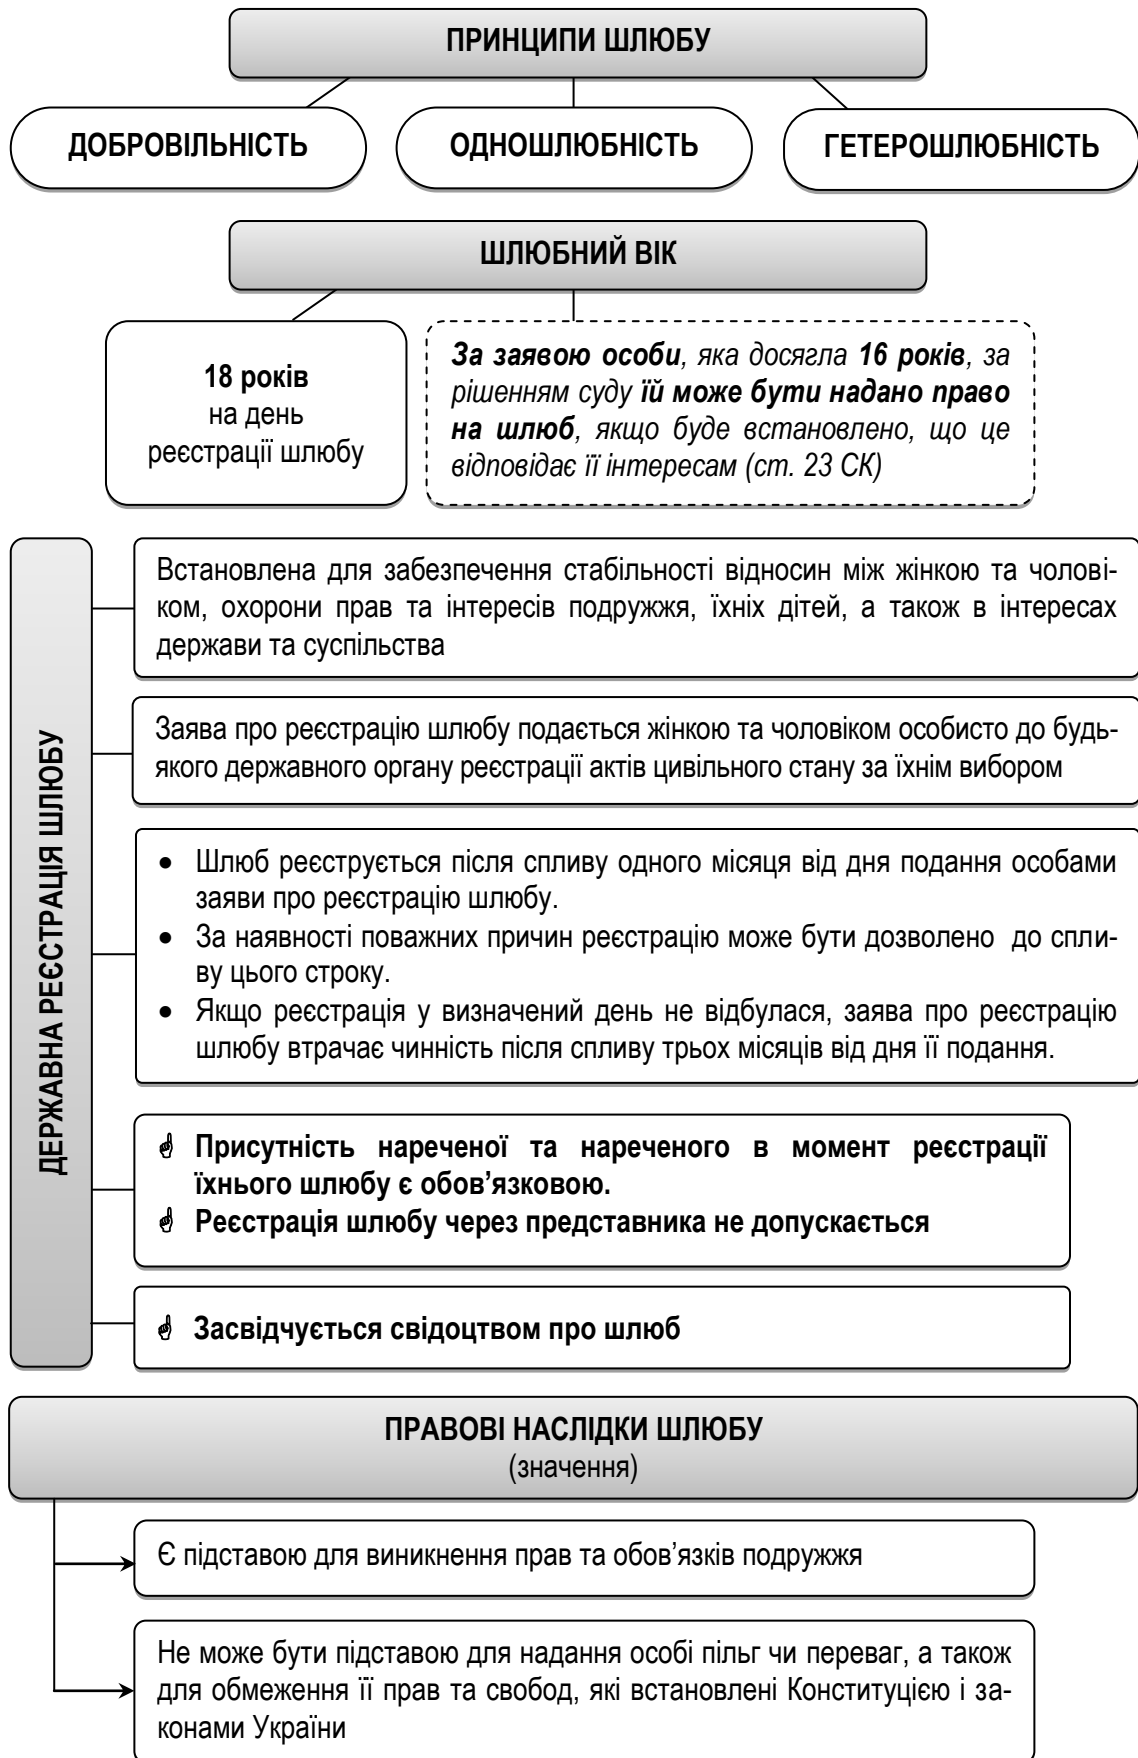 ПРИНЦИПИ ШЛЮБУ
ДОБРОВІЛЬНІСТЬ
ОДНОШЛЮБНІСТЬ
ГЕТЕРОШЛЮБНІСТЬ
ШЛЮБНИЙ ВІК
18 років
на день
реєстрації шлюбу
За заявою особи, яка досягла 16 років, за
рішенням суду їй може бути надано право
на шлюб, якщо буде встановлено, що це
відповідає її інтересам (ст. 23 СК)
ДЕРЖАВНА РЕЄСТРАЦІЯ ШЛЮБУ
Встановлена для забезпечення стабільності відносин між жінкою та чолові-
ком, охорони прав та інтересів подружжя, їхніх дітей, а також в інтересах
держави та суспільства
Заява про реєстрацію шлюбу подається жінкою та чоловіком особисто до будь-
якого державного органу реєстрації актів цивільного стану за їхнім вибором
• Шлюб реєструється після спливу одного місяця від дня подання особами
заяви про реєстрацію шлюбу.
• За наявності поважних причин реєстрацію може бути дозволено до спли-
ву цього строку.
• Якщо реєстрація у визначений день не відбулася, заява про реєстрацію
шлюбу втрачає чинність після спливу трьох місяців від дня її подання.
Присутність нареченої та нареченого в момент реєстрації
їхнього шлюбу є обов’язковою.
Реєстрація шлюбу через представника не допускається
Засвідчується свідоцтвом про шлюб
ПРАВОВІ НАСЛІДКИ ШЛЮБУ
(значення)
Є підставою для виникнення прав та обов’язків подружжя
Не може бути підставою для надання особі пільг чи переваг, а також
для обмеження її прав та свобод, які встановлені Конституцією і за-
конами України